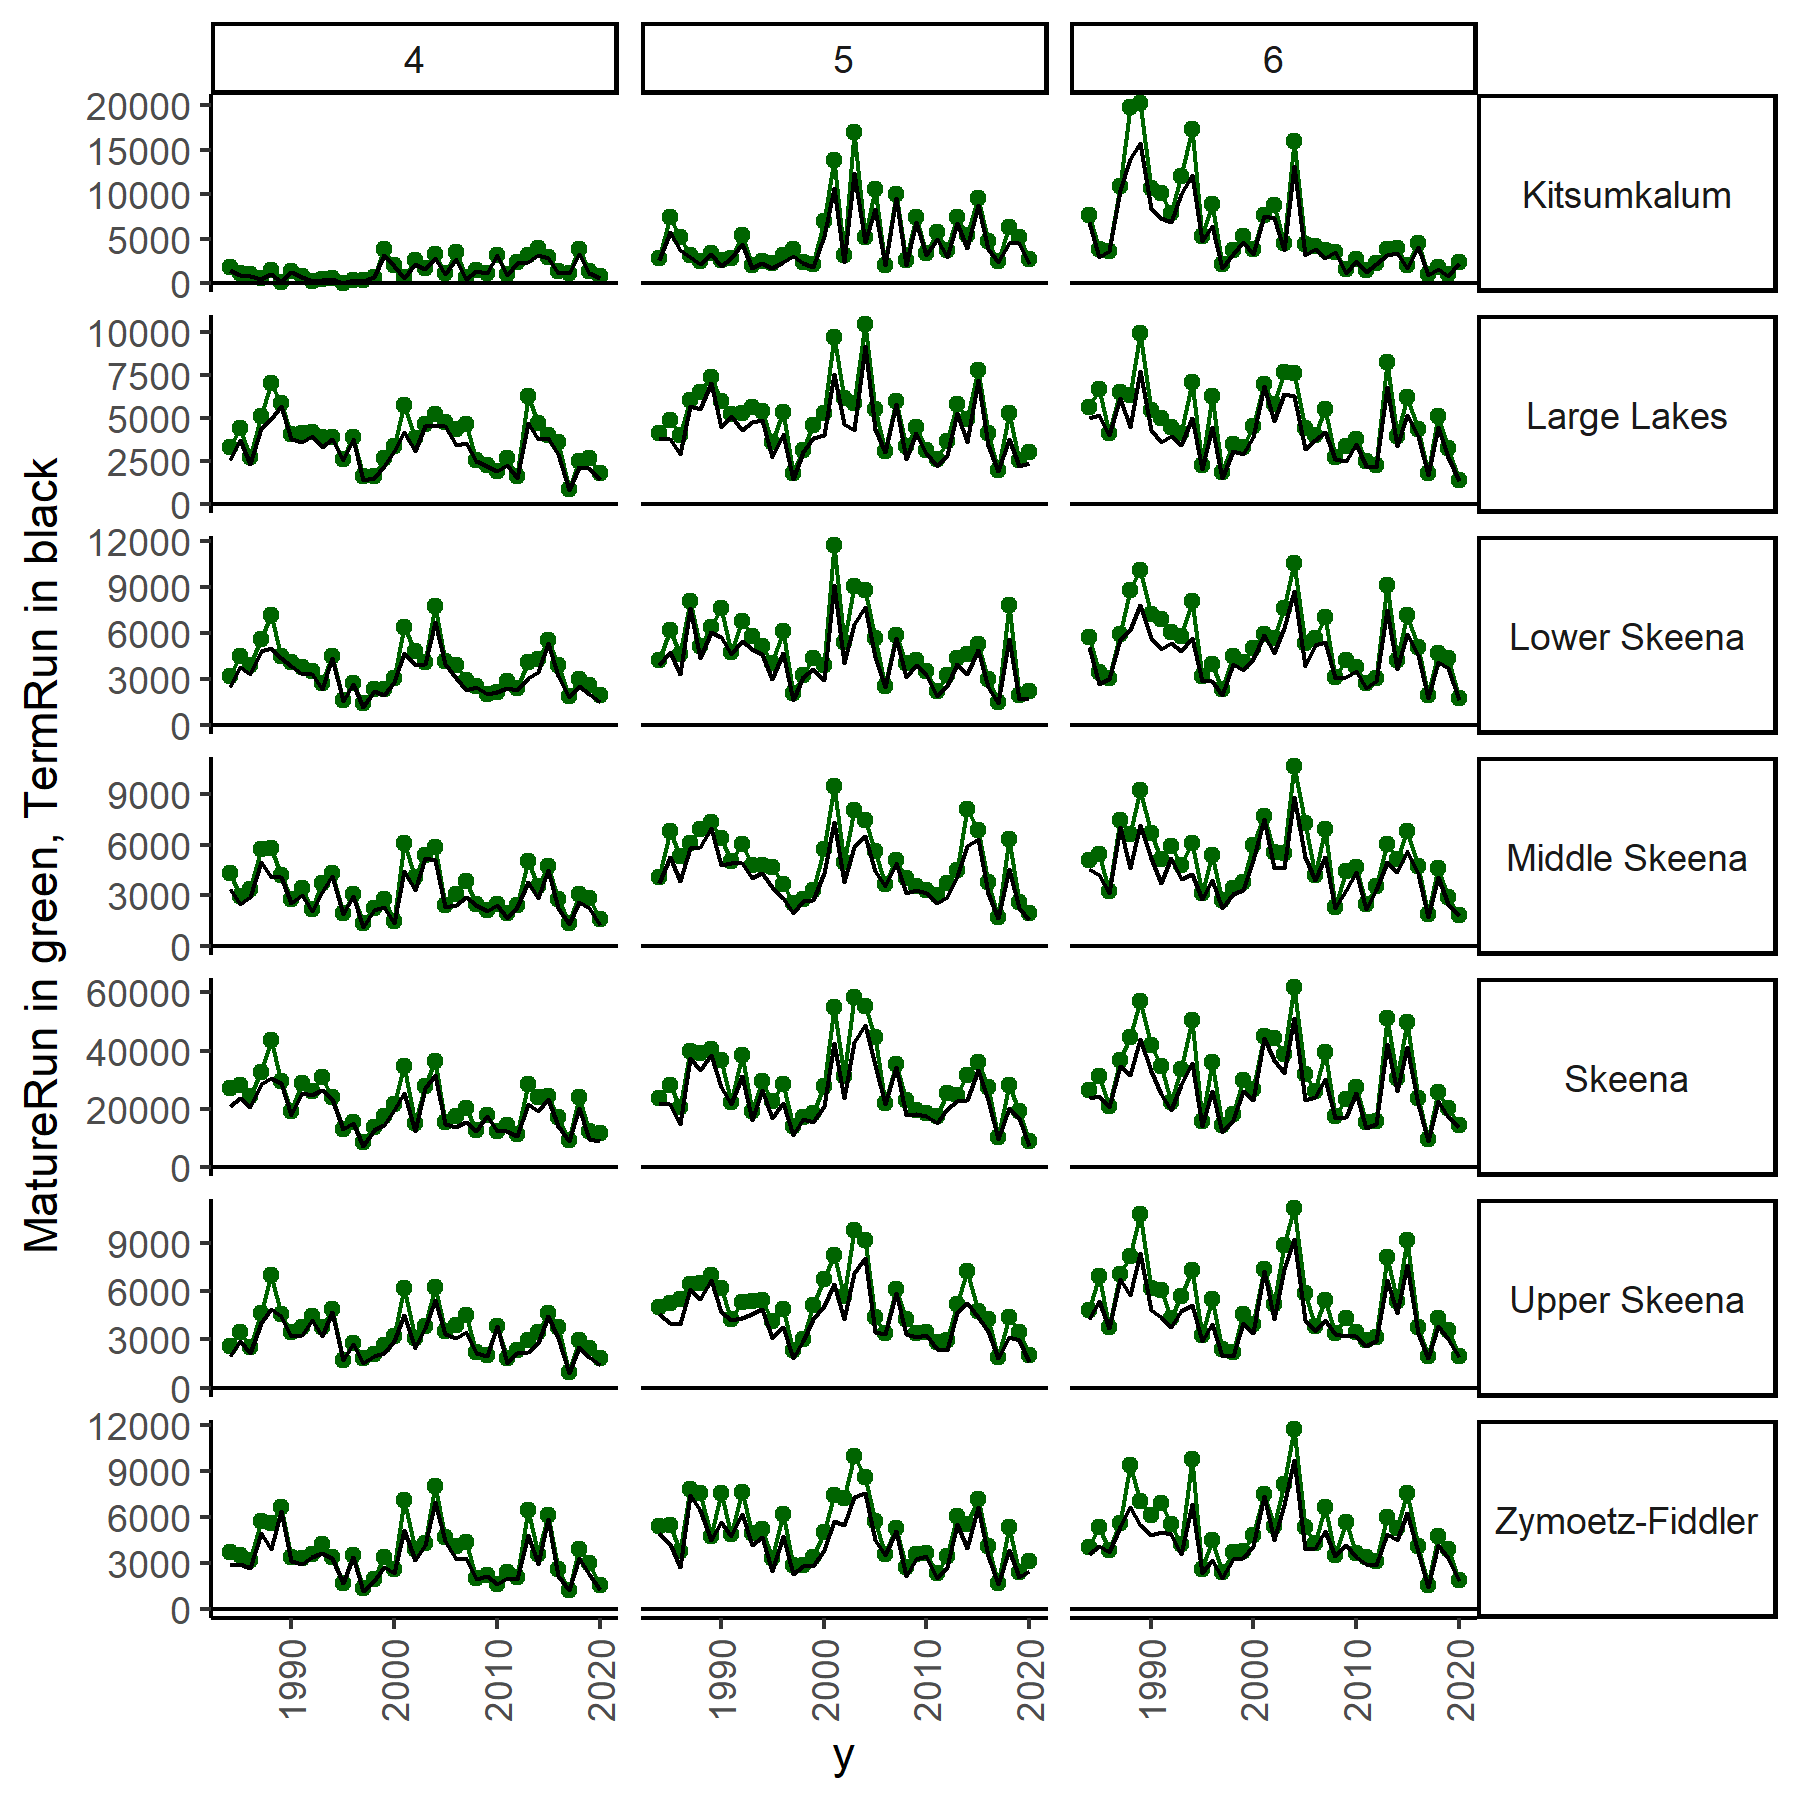 4 5 6
20000
15000
10000
5000
0
Kitsumkalum
10000
7500
5000
2500
0
Large Lakes
12000
9000
6000
3000
0
Lower Skeena
9000
6000
3000
0
Middle Skeena
60000
40000
20000
0
Skeena
9000
6000
3000
0
Upper Skeena
12000
9000
6000
3000
0
Zymoetz-Fiddler
1990 2000 2010 2020 1990 2000 2010 2020 1990 2000 2010 2020
y
MatureRun in green, TermRun in black